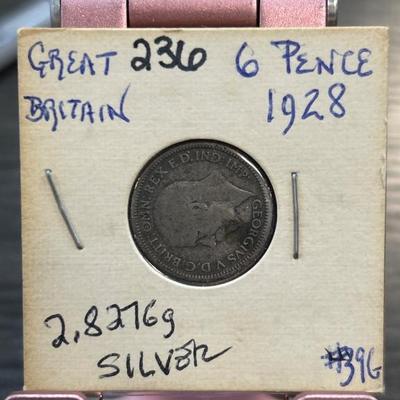 GREAT 236 6 PENCE
BRITAIN 1928
GEORGIVS V D.G.BRITT:OMN:REX F.D.IND:IMP:
2.8276g
SILVER
#396